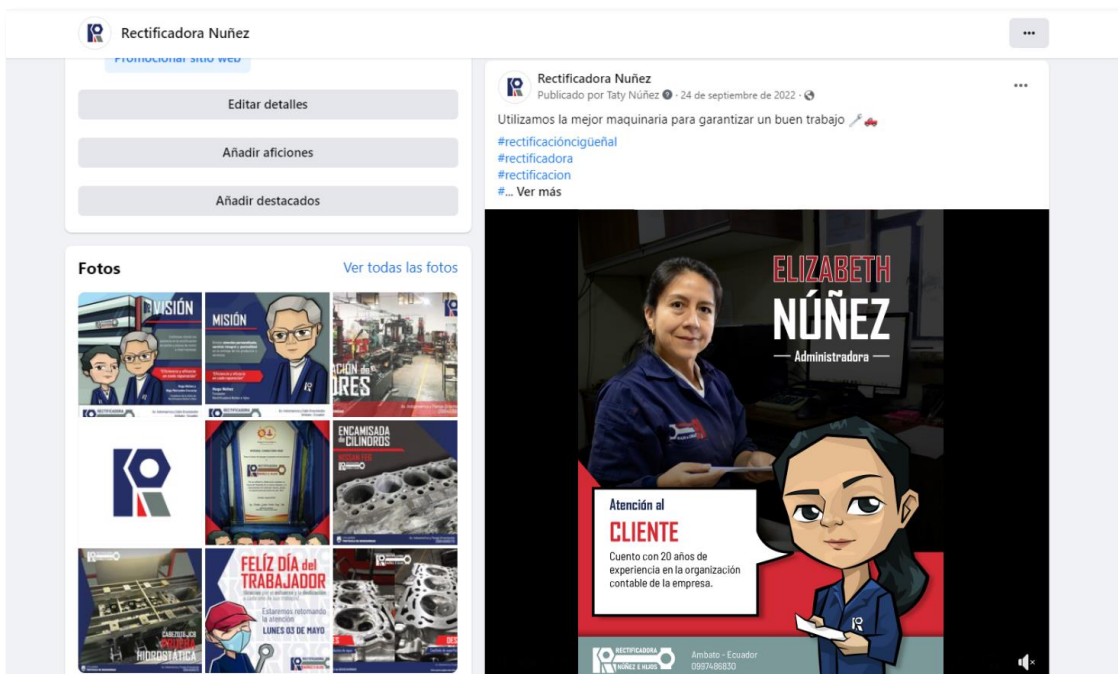 Rectificadora Nuñez
Promocionar sitio web
Editar detalles
Añadir aficiones
Añadir destacados
Fotos
Ver todas las fotos
VISIÓN
MISIÓN
ENCAMISADA
de CILINDROS
CABEZOTE JCB
PRUEBA
HIDROSTÁTICA
FELÍZ DÍA del
TRABAJADOR
Estaremos retomando
la atención
LUNES 03 DE MAYO
Rectificadora Nuñez
Publicado por Taty Núñez · 24 de septiembre de 2022 ·
Utilizamos la mejor maquinaria para garantizar un buen trabajo
#rectificacióncigüeñal
#rectificadora
#rectificacion
#... Ver más
ELIZABETH
NÚÑEZ
Administradora
Atención al
CLIENTE
Cuento con 20 años de
experiencia en la organización
contable de la empresa.
RECTIFICADORA
NÚÑEZ E HIJOS
Ambato - Ecuador
0997486830